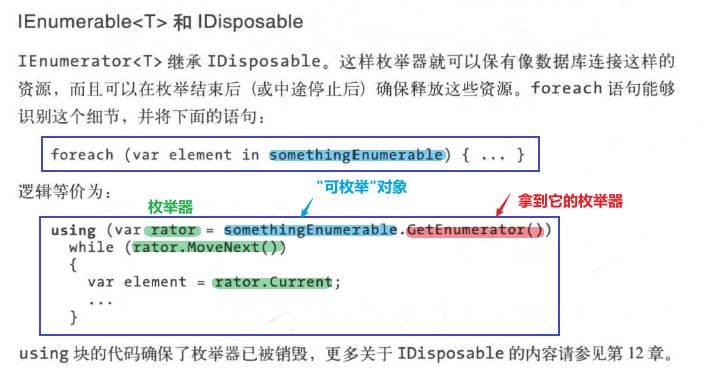 IEnumerable<T> 和 IDisposable
IEnumerator<T> 继承 IDisposable。这样枚举器就可以保有像数据库连接这样的
资源，而且可以在枚举结束后（或中途停止后）确保释放这些资源。foreach 语句能够
识别这个细节，并将下面的语句：
foreach (var element in somethingEnumerable) { ... }
逻辑等价为：
枚举器
"可枚举"对象
拿到它的枚举器
using (var rator = somethingEnumerable.GetEnumerator())
while (rator.MoveNext())
{
var element = rator.Current;
...
}
using 块的代码确保了枚举器已被销毁，更多关于 IDisposable 的内容请参见第 12 章。